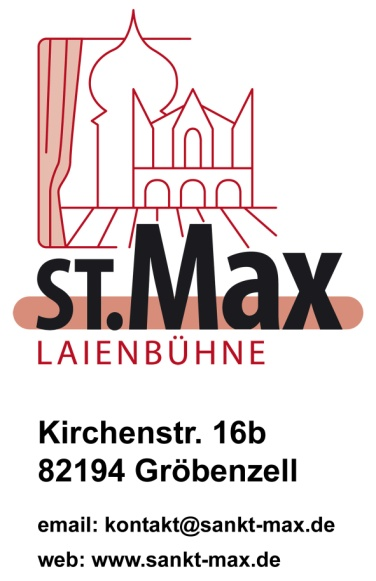 ST.Max
LAIENBÜHNE
Kirchenstr. 16b
82194 Gröbenzell
email: kontakt@sankt-max.de
web: www.sankt-max.de